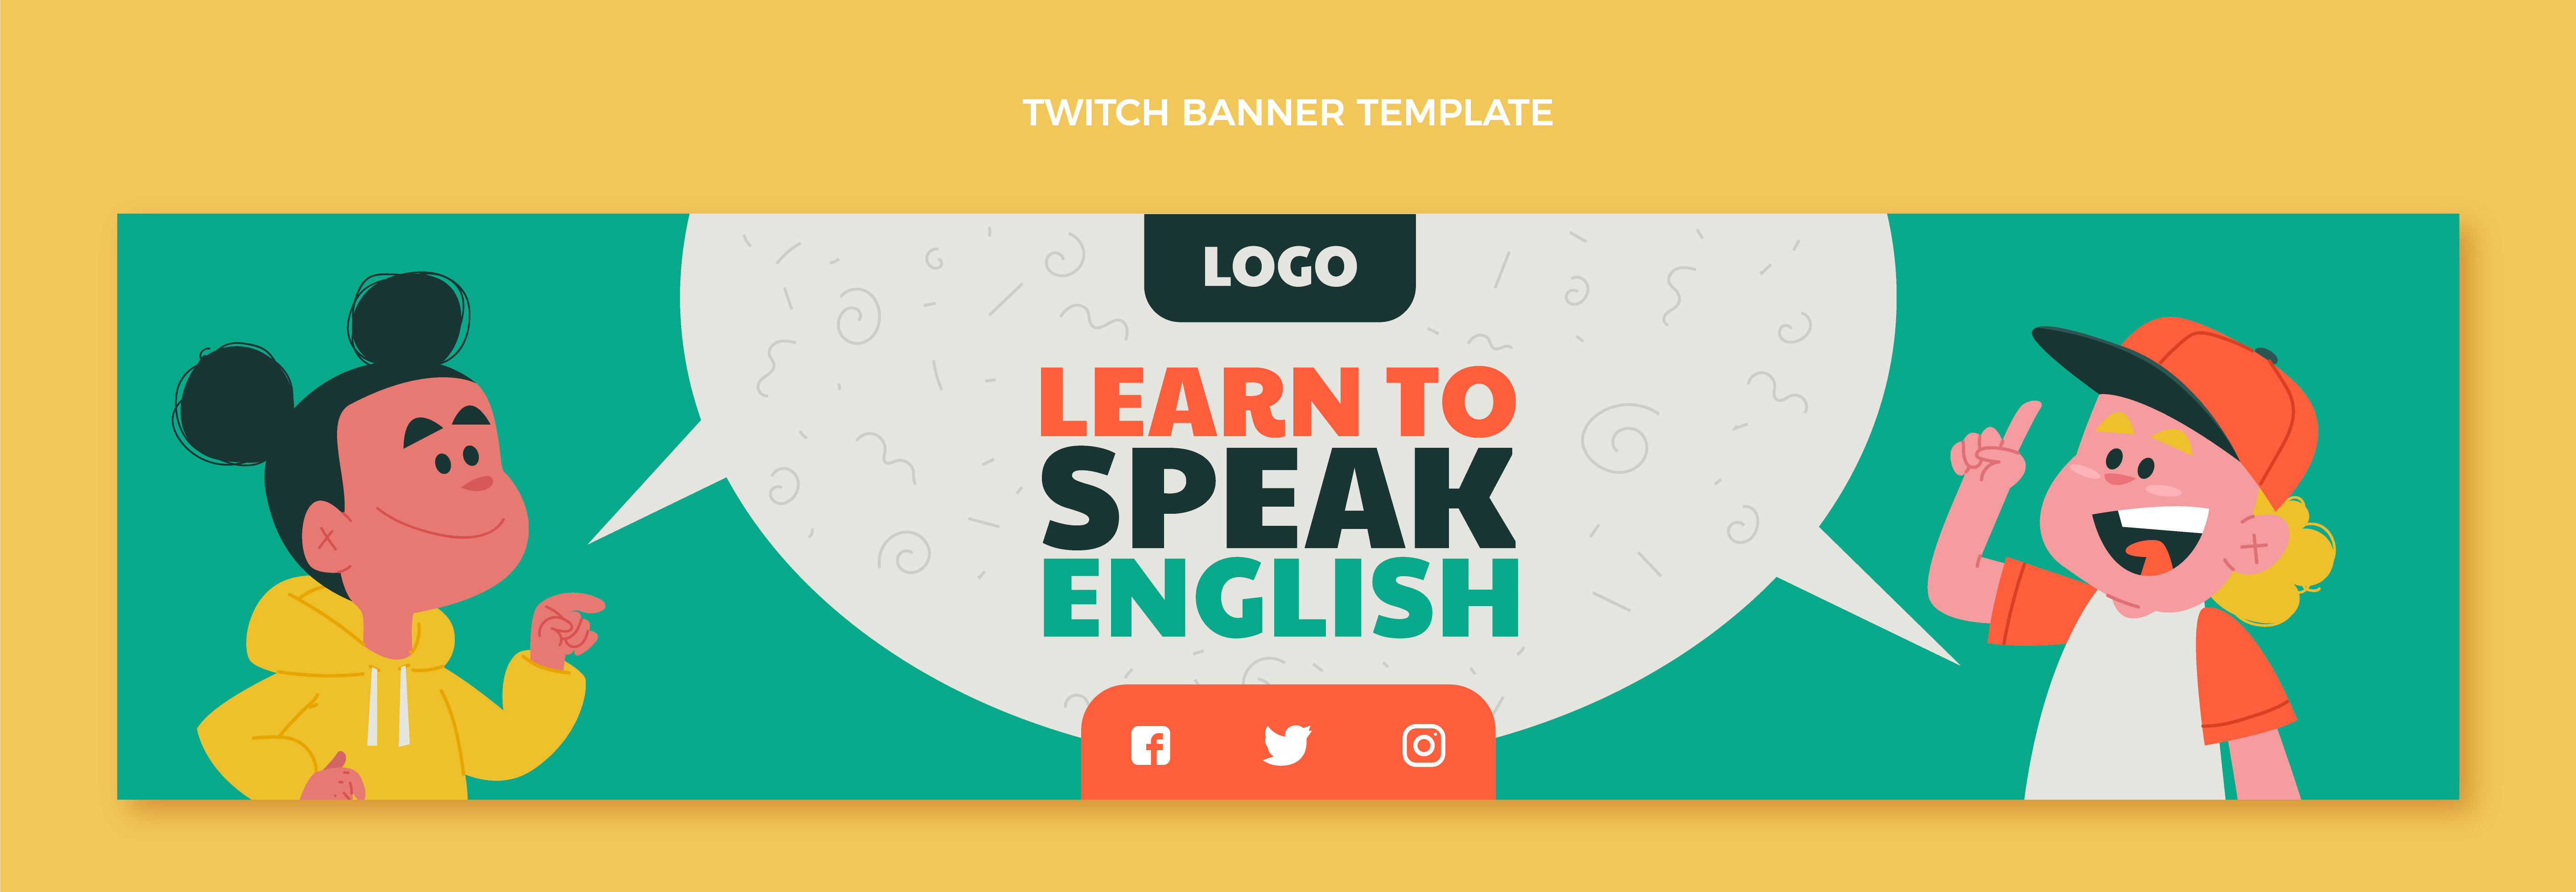 TWITCH BANNER TEMPLATE
LOGO
LEARN TO
SPEAK
ENGLISH